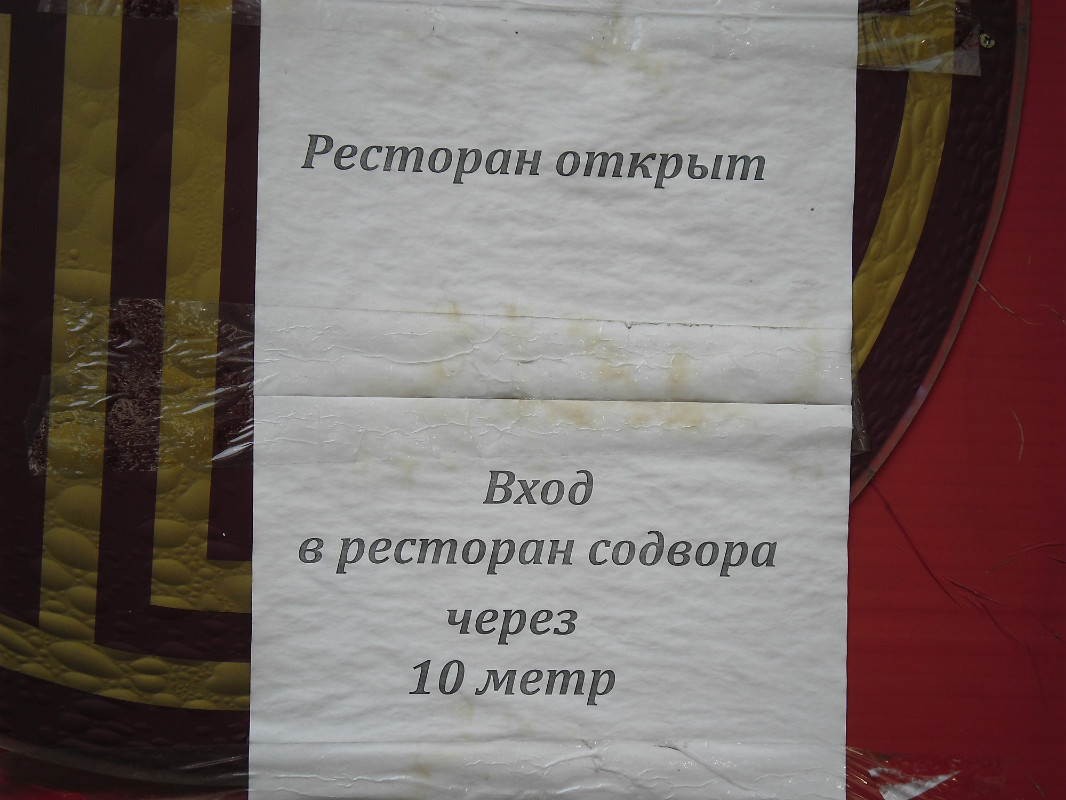 Ресторан открыт
Вход
в ресторан содвора
через
10 метр